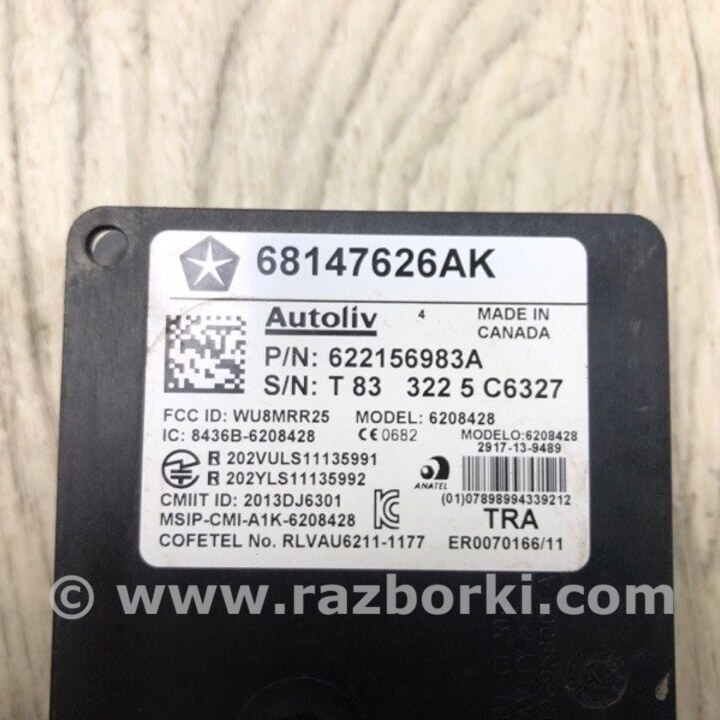 68147626AK
Autoliv 4 MADE IN
CANADA
P/N: 622156983A
S/N: T 83 322 5 C6327
FCC ID: WU8MRR25 MODEL: 6208428
IC: 8436B-6208428 CE 0682 MODELO:6208428
2917-13-9489
R 202VULS11135991
R 202YLS11135992
ANATEL
(01)07898994339212
CMIIT ID: 2013DJ6301
MSIP-CMI-A1K-6208428 TRA
COFETEL No. RLVAU6211-1177 ER0070166/11
© www.razborki.com